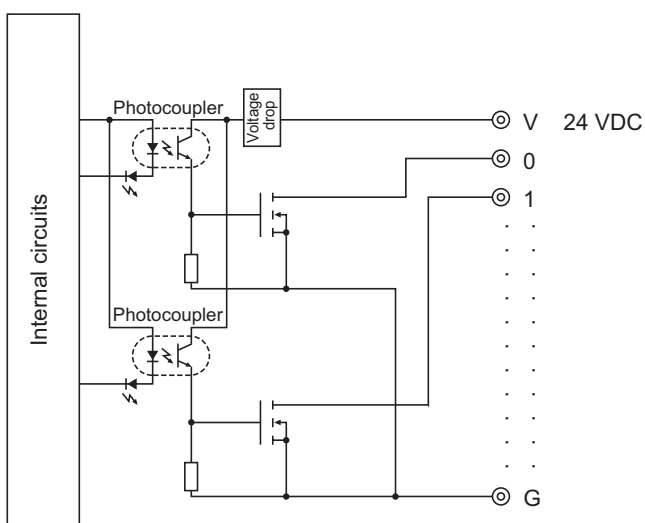 Photocoupler
Voltage
drop
V 24 VDC
0
1
Internal circuits
Photocoupler
G